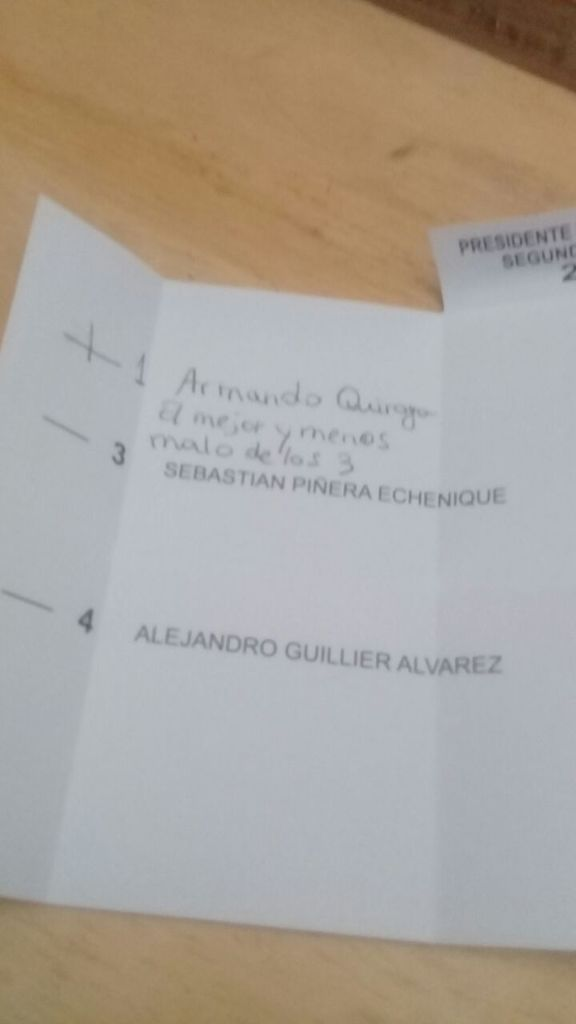 PRESIDENTE
SEGUND
2
1 Armando Quiroga
El mejor y menos
malo de los 3
3 SEBASTIAN PIÑERA ECHENIQUE
4 ALEJANDRO GUILLIER ALVAREZ